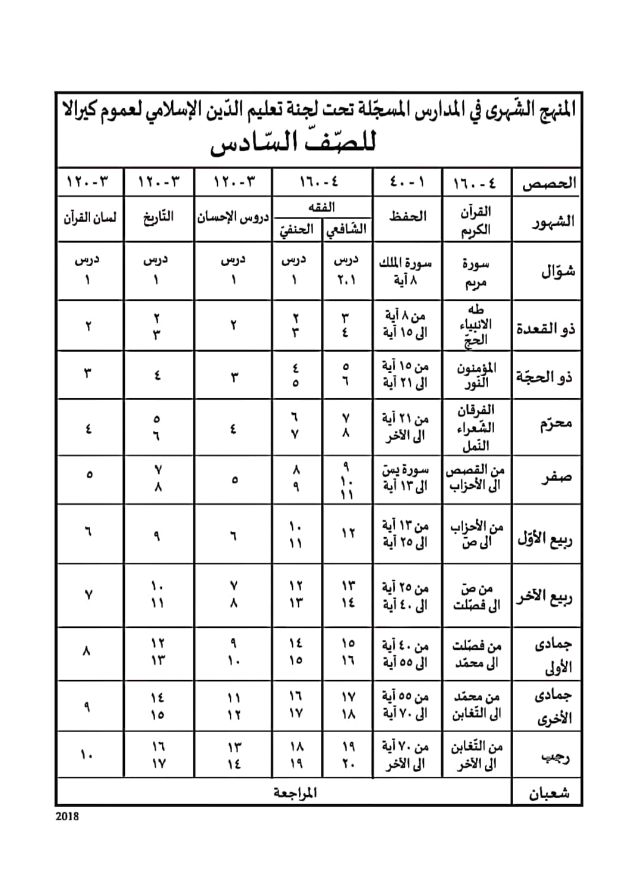 المنهج الشّهرى في المدارس المسجّلة تحت لجنة تعليم الدّين الإسلامي لعموم كيرالا
للصّفّ السّادس
الحصص ٤-١٦٠ ١-٤٠ ٤-١٦٠ ٣-١٢٠ ٣-١٢٠ ٣-١٢٠
الشهور القرآن الكريم الحفظ الفقه دروس الإحسان التّاريخ لسان القرآن
الشّافعي الحنفيّ
شوّال سورة مريم سورة الملك ٨ آية درس ٢،١ درس ١ درس ١ درس ١ درس ١
ذو القعدة طه الانبياء الحجّ من ٨ آية الى ١٥ آية ٣ ٤ ٢ ٣ ٢ ٢ ٣ ٢
ذو الحجّة المؤمنون النّور من ١٥ آية الى ٢١ آية ٥ ٦ ٤ ٥ ٣ ٤ ٣
محرّم الفرقان الشّعراء النّمل من ٢١ آية الى الآخر ٧ ٨ ٦ ٧ ٤ ٥ ٦ ٤
صفر من القصص الى الأحزاب سورة يسٓ الى ١٣ آية ٩ ١٠ ١١ ٨ ٩ ٥ ٧ ٨ ٥
ربيع الأوّل من الأحزاب الى صٓ من ١٣ آية الى ٢٥ آية ١٢ ١٠ ١١ ٦ ٩ ٦
ربيع الآخر من صٓ الى فصّلت من ٢٥ آية الى ٤٠ آية ١٣ ١٤ ١٢ ١٣ ٧ ٨ ١٠ ١١ ٧
جمادى الأولى من فصّلت الى محمّد من ٤٠ آية الى ٥٥ آية ١٥ ١٦ ١٤ ١٥ ٩ ١٠ ١٢ ١٣ ٨
جمادى الأخرى من محمّد الى التّغابن من ٥٥ آية الى ٧٠ آية ١٧ ١٨ ١٦ ١٧ ١١ ١٢ ١٤ ١٥ ٩
رجب من التّغابن الى الآخر من ٧٠ آية الى الآخر ١٩ ٢٠ ١٨ ١٩ ١٣ ١٤ ١٦ ١٧ ١٠
شعبان المراجعة
2018